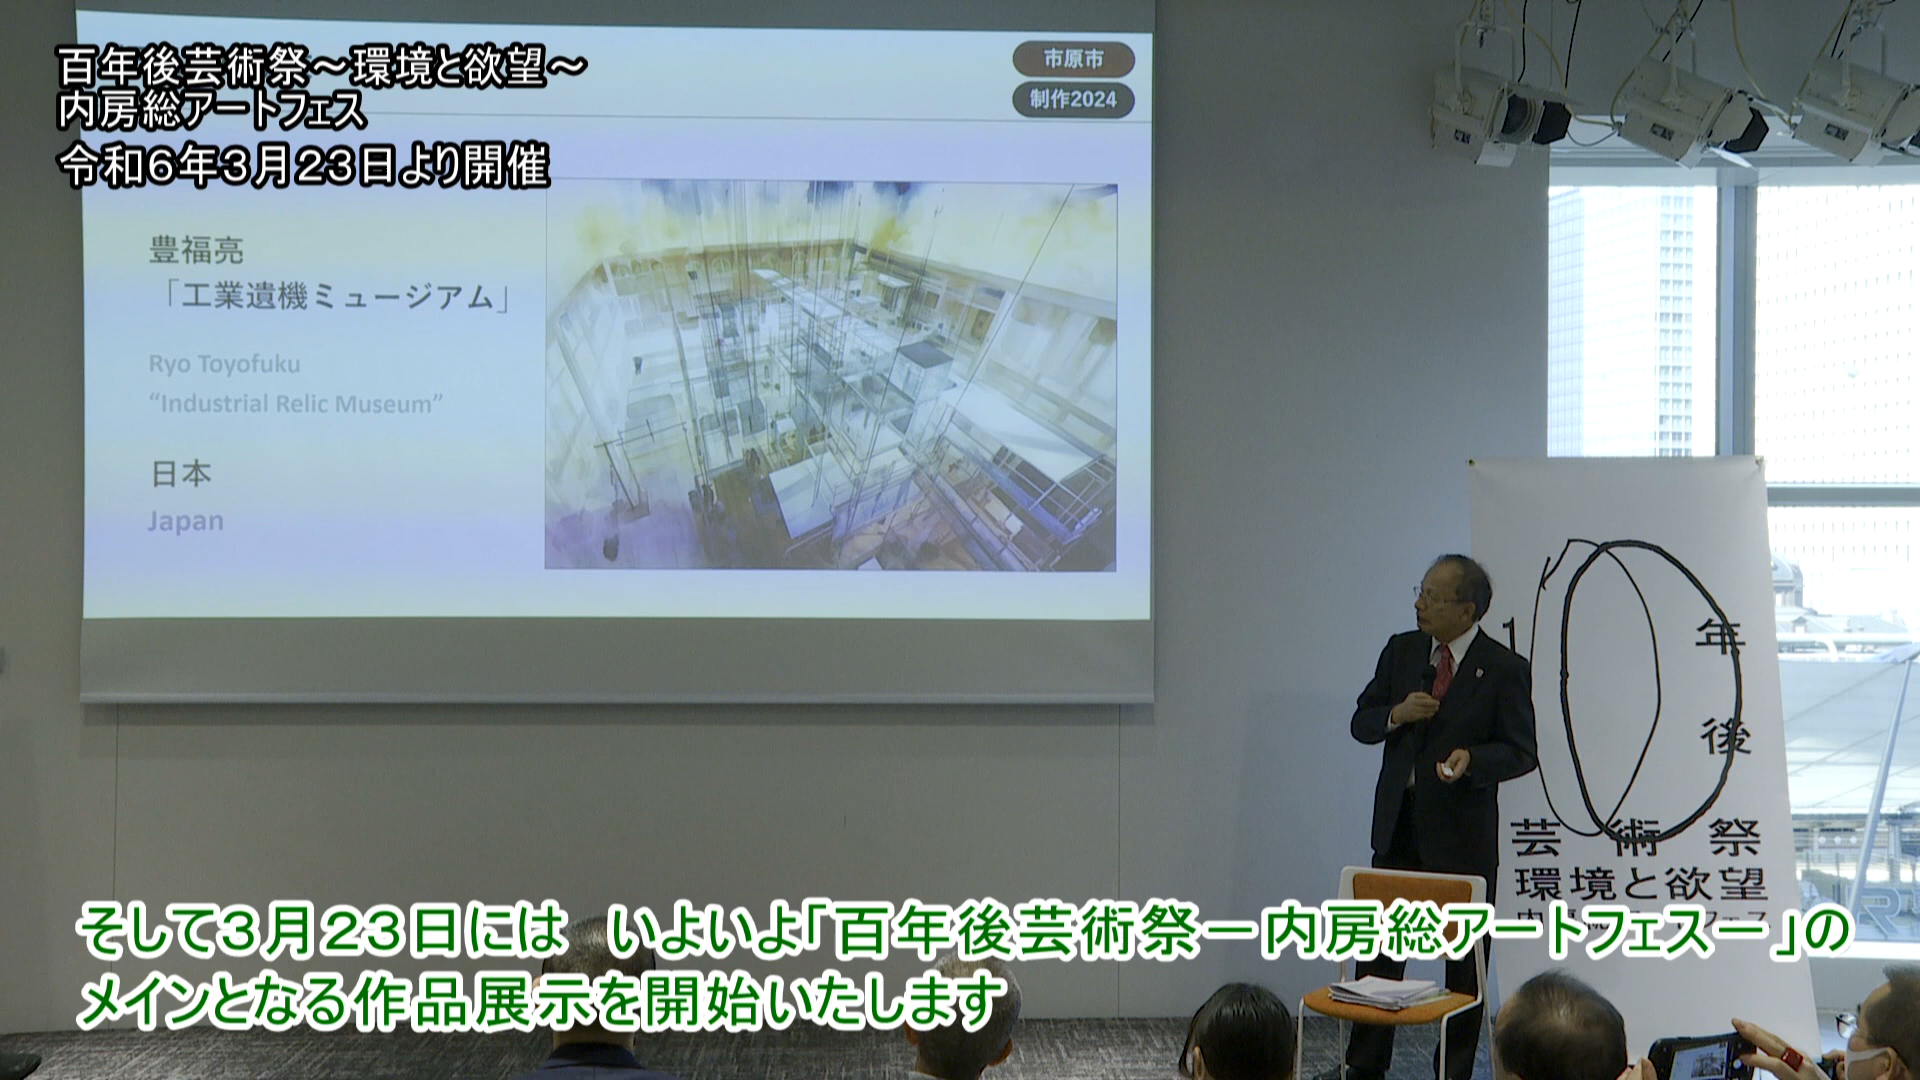 百年後芸術祭～環境と欲望～
内房総アートフェス
令和6年3月23日より開催
市原市
制作2024
豊福亮
「工業遺機ミュージアム」
Ryo Toyofuku
“Industrial Relic Museum”
日本
Japan
1
年
後
芸術祭
環境と欲望
そして3月23日には　いよいよ「百年後芸術祭－内房総アートフェス－」の
メインとなる作品展示を開始いたします